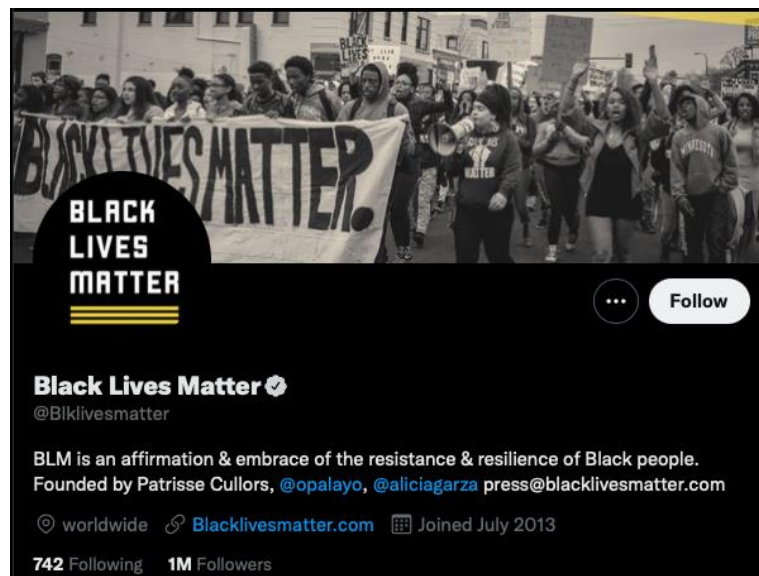 BLACK LIVES MATTER.
BLACK
LIVES
MATTER
BLACK
LIVES
MATTER
Follow
Black Lives Matter
@Blklivesmatter
BLM is an affirmation & embrace of the resistance & resilience of Black people.
Founded by Patrisse Cullors, @opalayo, @aliciagarza press@blacklivesmatter.com
worldwide Blacklivesmatter.com Joined July 2013
742 Following 1M Followers